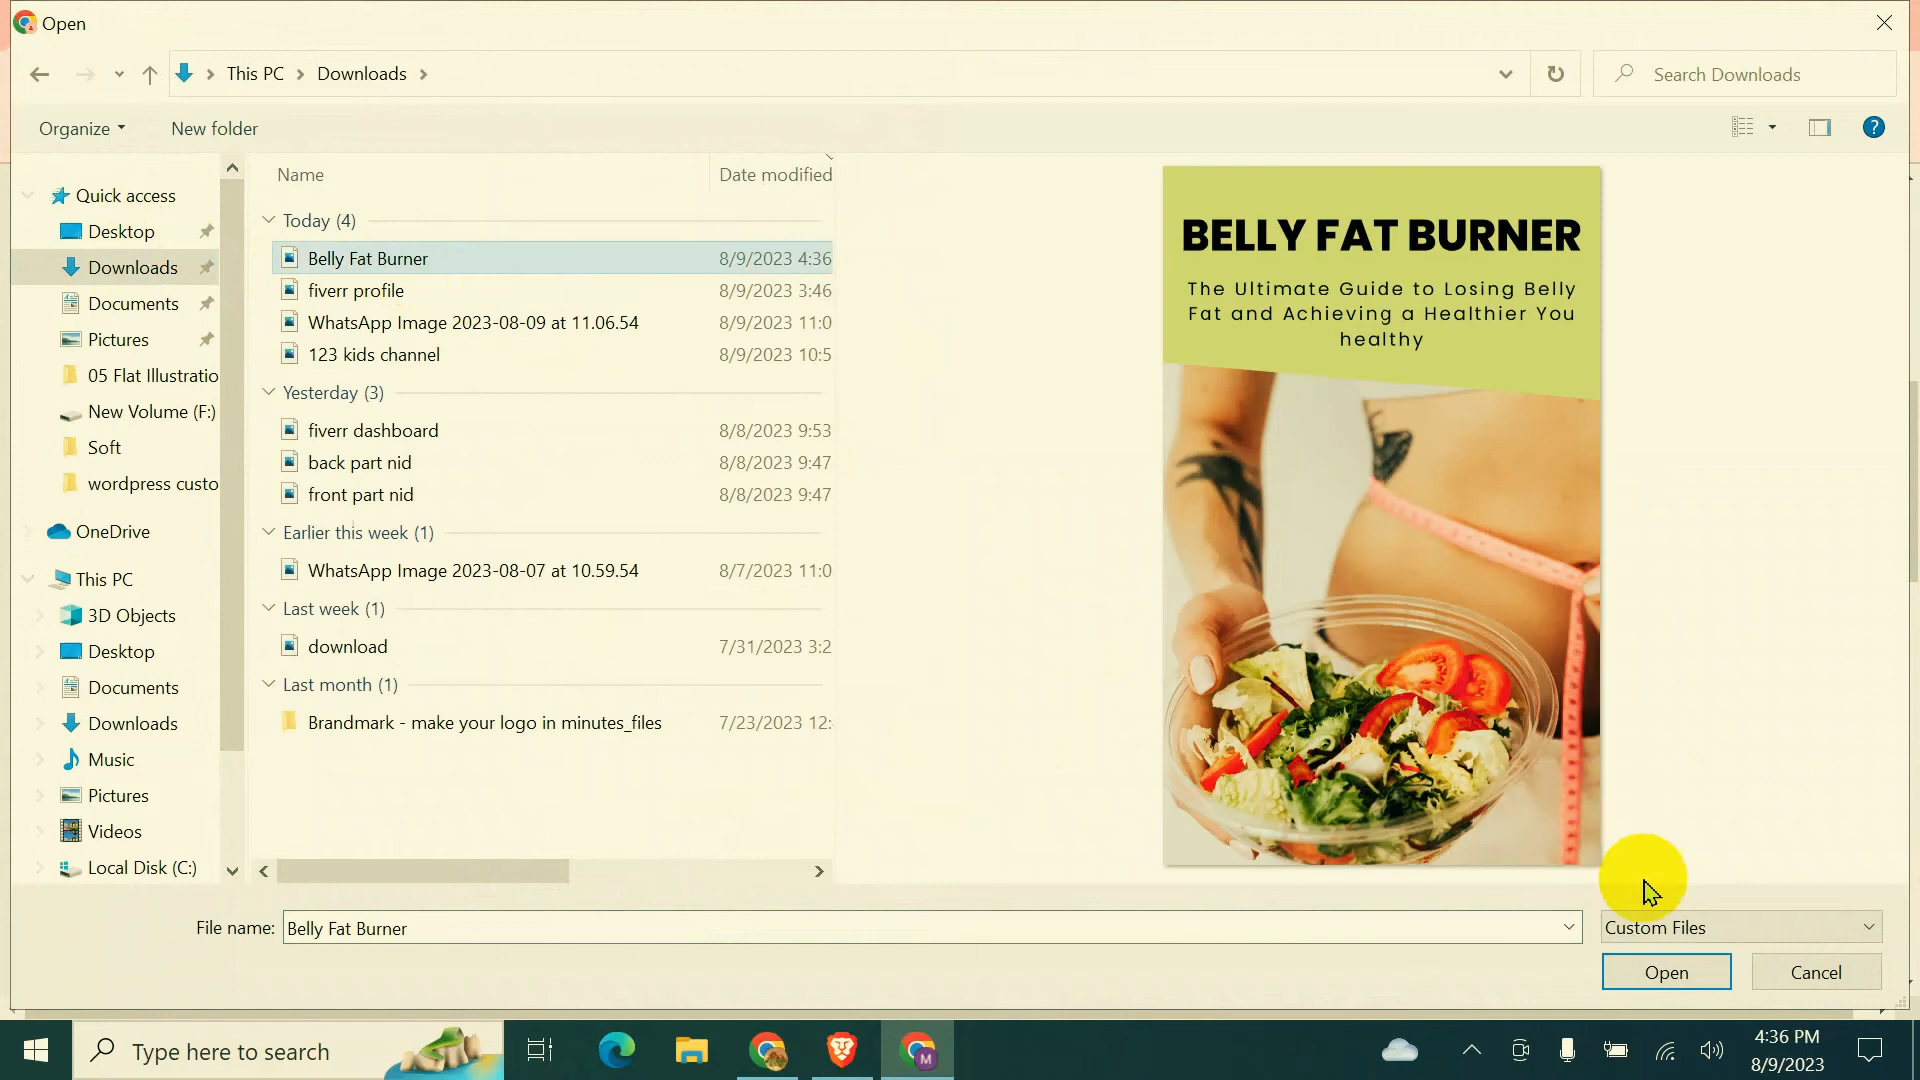 Open
This PC
Downloads
Search Downloads
Organize
New folder
?
Quick access
Desktop
Downloads
Documents
Pictures
05 Flat Illustratio
New Volume (F:)
Soft
wordpress custo
OneDrive
This PC
3D Objects
Desktop
Documents
Downloads
Music
Pictures
Videos
Local Disk (C:)
Name Date modified
Today (4)
Belly Fat Burner 8/9/2023 4:36
fiverr profile 8/9/2023 3:46
WhatsApp Image 2023-08-09 at 11.06.54 8/9/2023 11:0
123 kids channel 8/9/2023 10:5
Yesterday (3)
fiverr dashboard 8/8/2023 9:53
back part nid 8/8/2023 9:47
front part nid 8/8/2023 9:47
Earlier this week (1)
WhatsApp Image 2023-08-07 at 10.59.54 8/7/2023 11:0
Last week (1)
download 7/31/2023 3:2
Last month (1)
Brandmark - make your logo in minutes_files 7/23/2023 12:
BELLY FAT BURNER
The Ultimate Guide to Losing Belly
Fat and Achieving a Healthier You
healthy
File name: Belly Fat Burner
Custom Files
Open Cancel
Type here to search
M
4:36 PM
8/9/2023